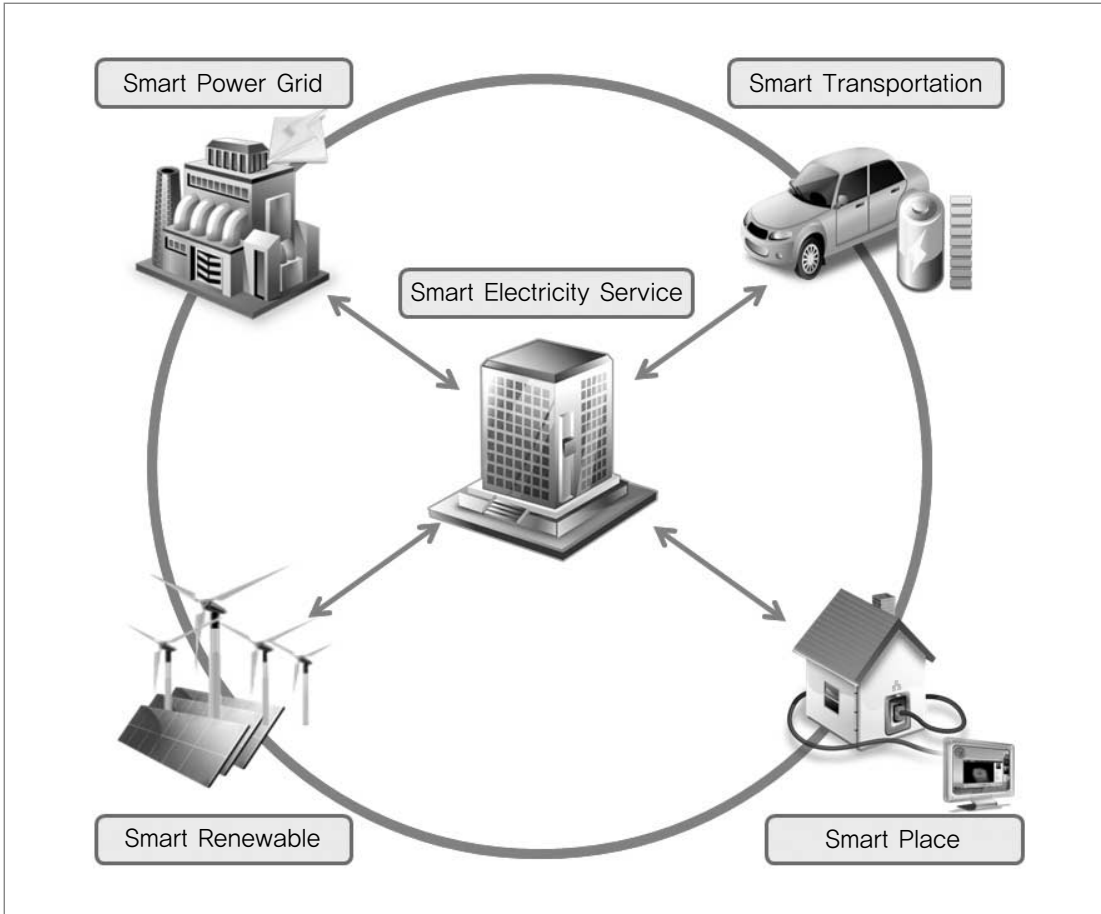 Smart Power Grid
Smart Transportation
Smart Electricity Service
Smart Renewable
Smart Place